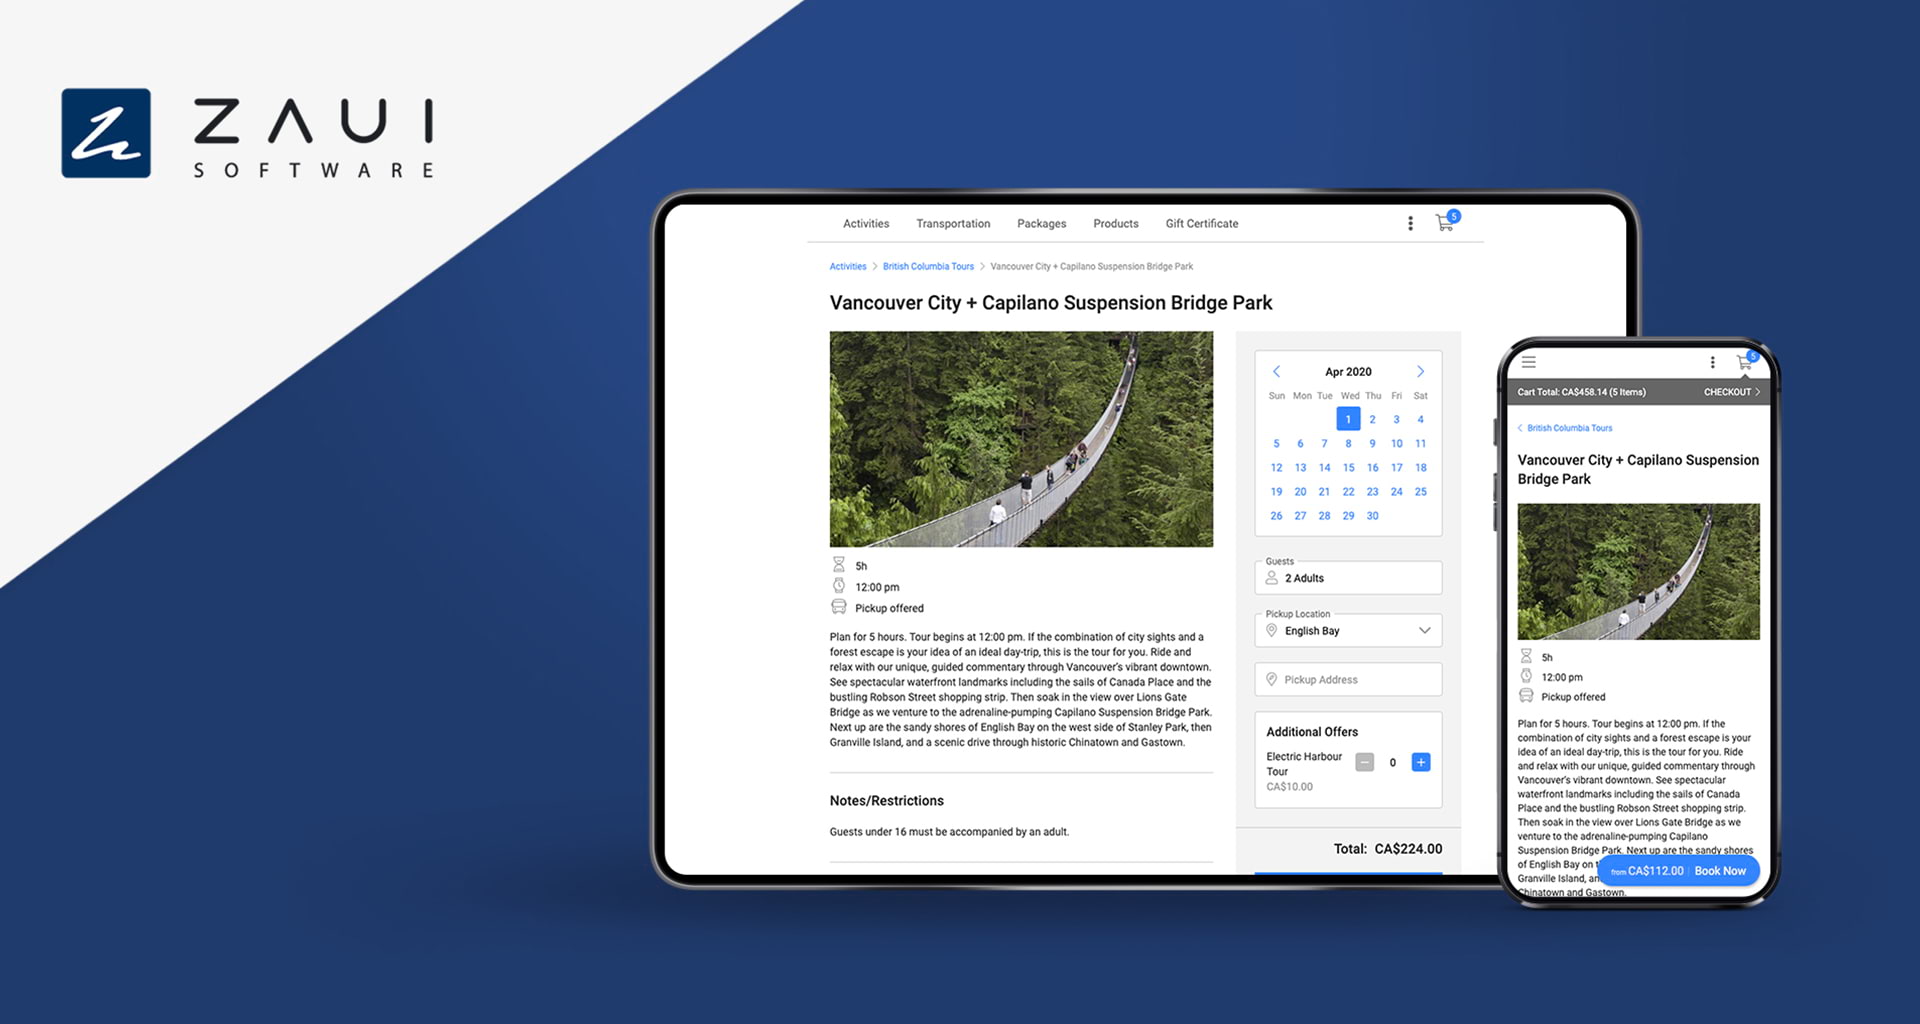 ZAUI
SOFTWARE
Activities Transportation Packages Products Gift Certificate 5
Activities > British Columbia Tours > Vancouver City + Capilano Suspension Bridge Park
Vancouver City + Capilano Suspension Bridge Park
5h
12:00 pm
Pickup offered
Plan for 5 hours. Tour begins at 12:00 pm. If the combination of city sights and a
forest escape is your idea of an ideal day-trip, this is the tour for you. Ride and
relax with our unique, guided commentary through Vancouver's vibrant downtown.
See spectacular waterfront landmarks including the sails of Canada Place and the
bustling Robson Street shopping strip. Then soak in the view over Lions Gate
Bridge as we venture to the adrenaline-pumping Capilano Suspension Bridge Park.
Next up are the sandy shores of English Bay on the west side of Stanley Park, then
Granville Island, and a scenic drive through historic Chinatown and Gastown.
Notes/Restrictions
Guests under 16 must be accompanied by an adult.
< Apr 2020 >
Sun Mon Tue Wed Thu Fri Sat
1 2 3 4
5 6 7 8 9 10 11
12 13 14 15 16 17 18
19 20 21 22 23 24 25
26 27 28 29 30
Guests
2 Adults
Pickup Location
English Bay
Pickup Address
Additional Offers
Electric Harbour
Tour
− 0 +
CA$10.00
Total: CA$224.00
5
Cart Total: CA$458.14 (5 Items) CHECKOUT >
< British Columbia Tours
Vancouver City + Capilano Suspension
Bridge Park
5h
12:00 pm
Pickup offered
Plan for 5 hours. Tour begins at 12:00 pm. If the
combination of city sights and a forest escape is your
idea of an ideal day-trip, this is the tour for you. Ride
and relax with our unique, guided commentary through
Vancouver's vibrant downtown. See spectacular
waterfront landmarks including the sails of Canada
Place and the bustling Robson Street shopping strip.
Then soak in the view over Lions Gate Bridge as we
venture to the adrenaline-pumping Capilano
Suspension Bridge Park. Next up are the sandy shores
of English Bay on
Granville Island,
Chinatown and Gastown.
from CA$112.00 | Book Now